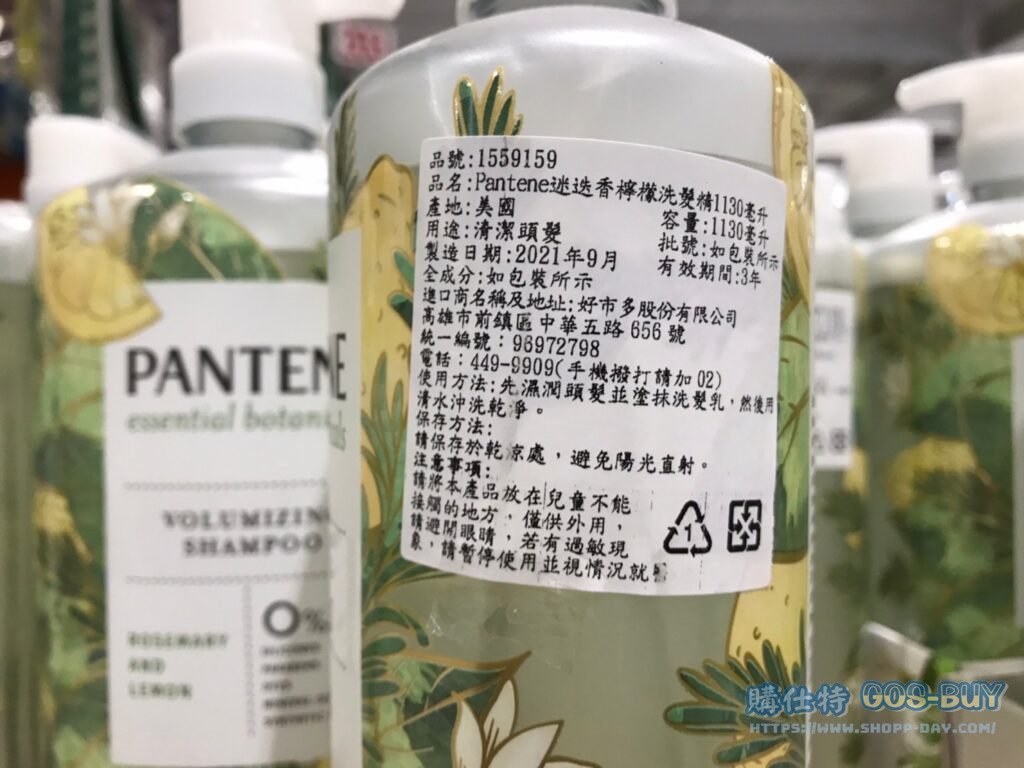 PANTENE
essential botanicals
VOLUMIZING
SHAMPOO
ROSEMARY
AND
LEMON
0%
品號:1559159
品名:Pantene迷迭香檸檬洗髮精1130毫升
產地:美國 容量:1130毫升
用途:清潔頭髮 批號:如包裝所示
製造日期:2021年9月 有效期間:3年
全成分:如包裝所示
進口商名稱及地址:好市多股份有限公司
高雄市前鎮區中華五路656號
統一編號:96972798
電話:449-9909(手機撥打請加02)
使用方法:先濕潤頭髮並塗抹洗髮乳,然後用
清水沖洗乾淨。
保存方法:
請保存於乾涼處,避免陽光直射。
注意事項:
請將本產品放在兒童不能
接觸的地方,僅供外用,
請避開眼睛,若有過敏現
象,請暫停使用並視情況就
1
購仕特 GOS-BUY
HTTPS://WWW.SHOPP-DAY.COM/